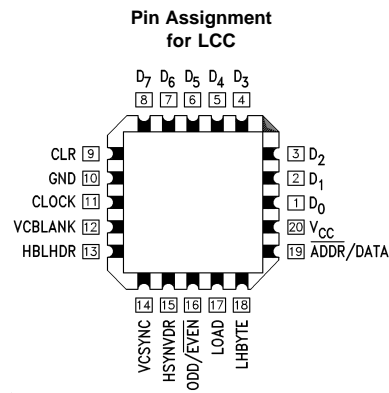 Pin Assignment
for LCC
D7 D6 D5 D4 D3
8 7 6 5 4
CLR 9
GND 10
CLOCK 11
VCBLANK 12
HBLHDR 13
3 D2
2 D1
1 D0
20 VCC
19 A̅D̅D̅R̅/DATA
14 15 16 17 18
VCSYNC
HSYNVDR
ODD/E̅V̅E̅N̅
LOAD
LHBYTE